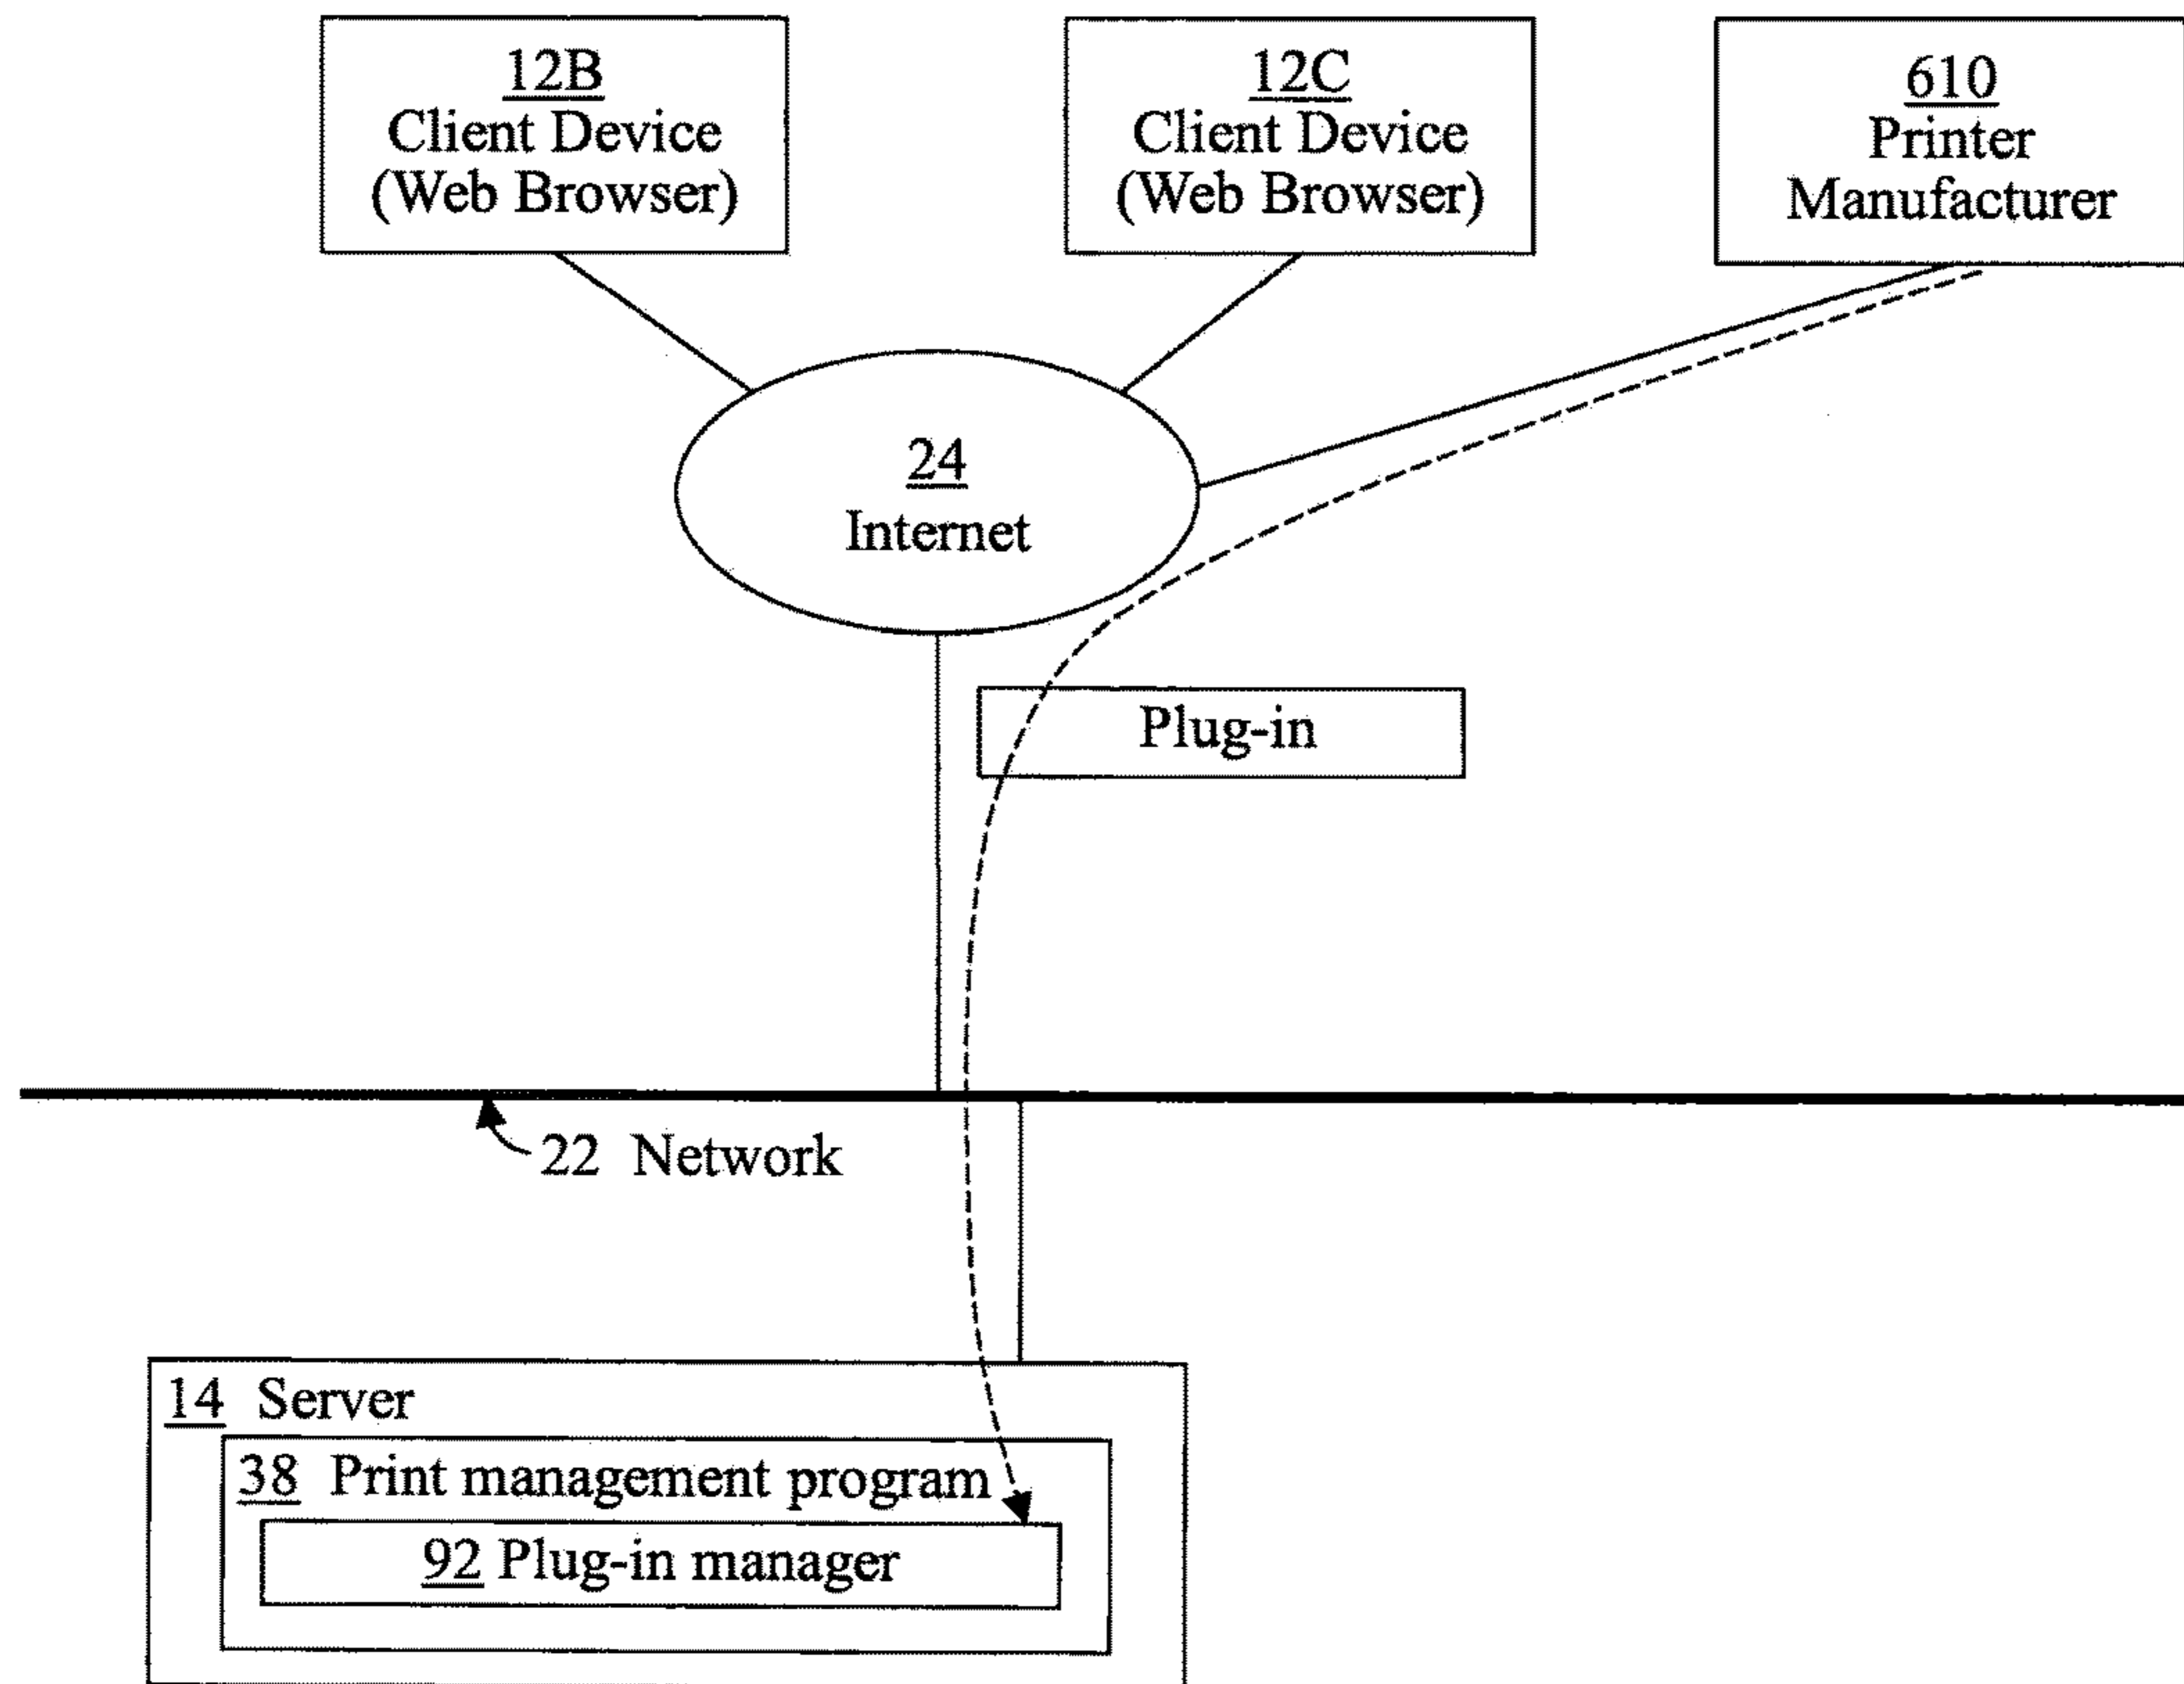 12B
Client Device
(Web Browser)
12C
Client Device
(Web Browser)
610
Printer
Manufacturer
24
Internet
Plug-in
22 Network
14 Server
38 Print management program
92 Plug-in manager